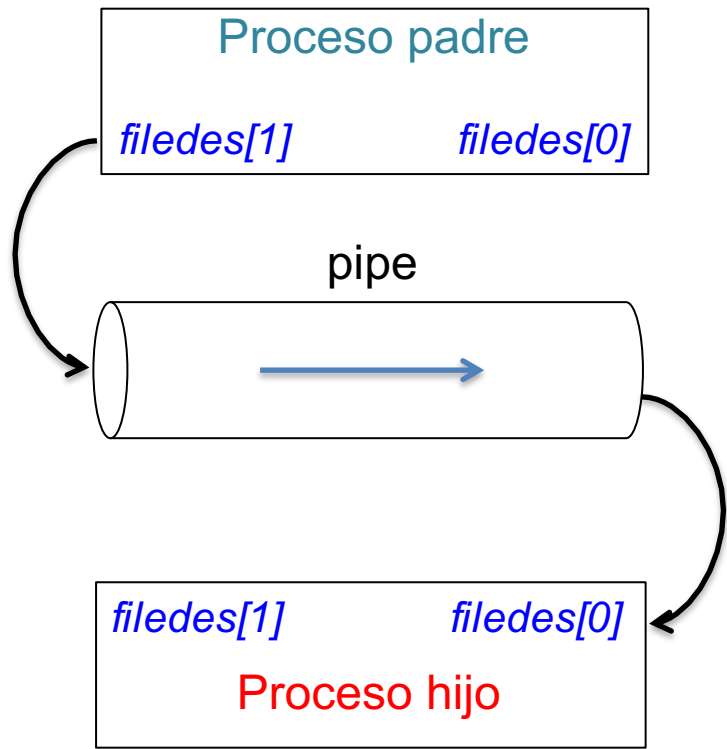 Proceso padre
filedes[1] filedes[0]
pipe
filedes[1] filedes[0]
Proceso hijo